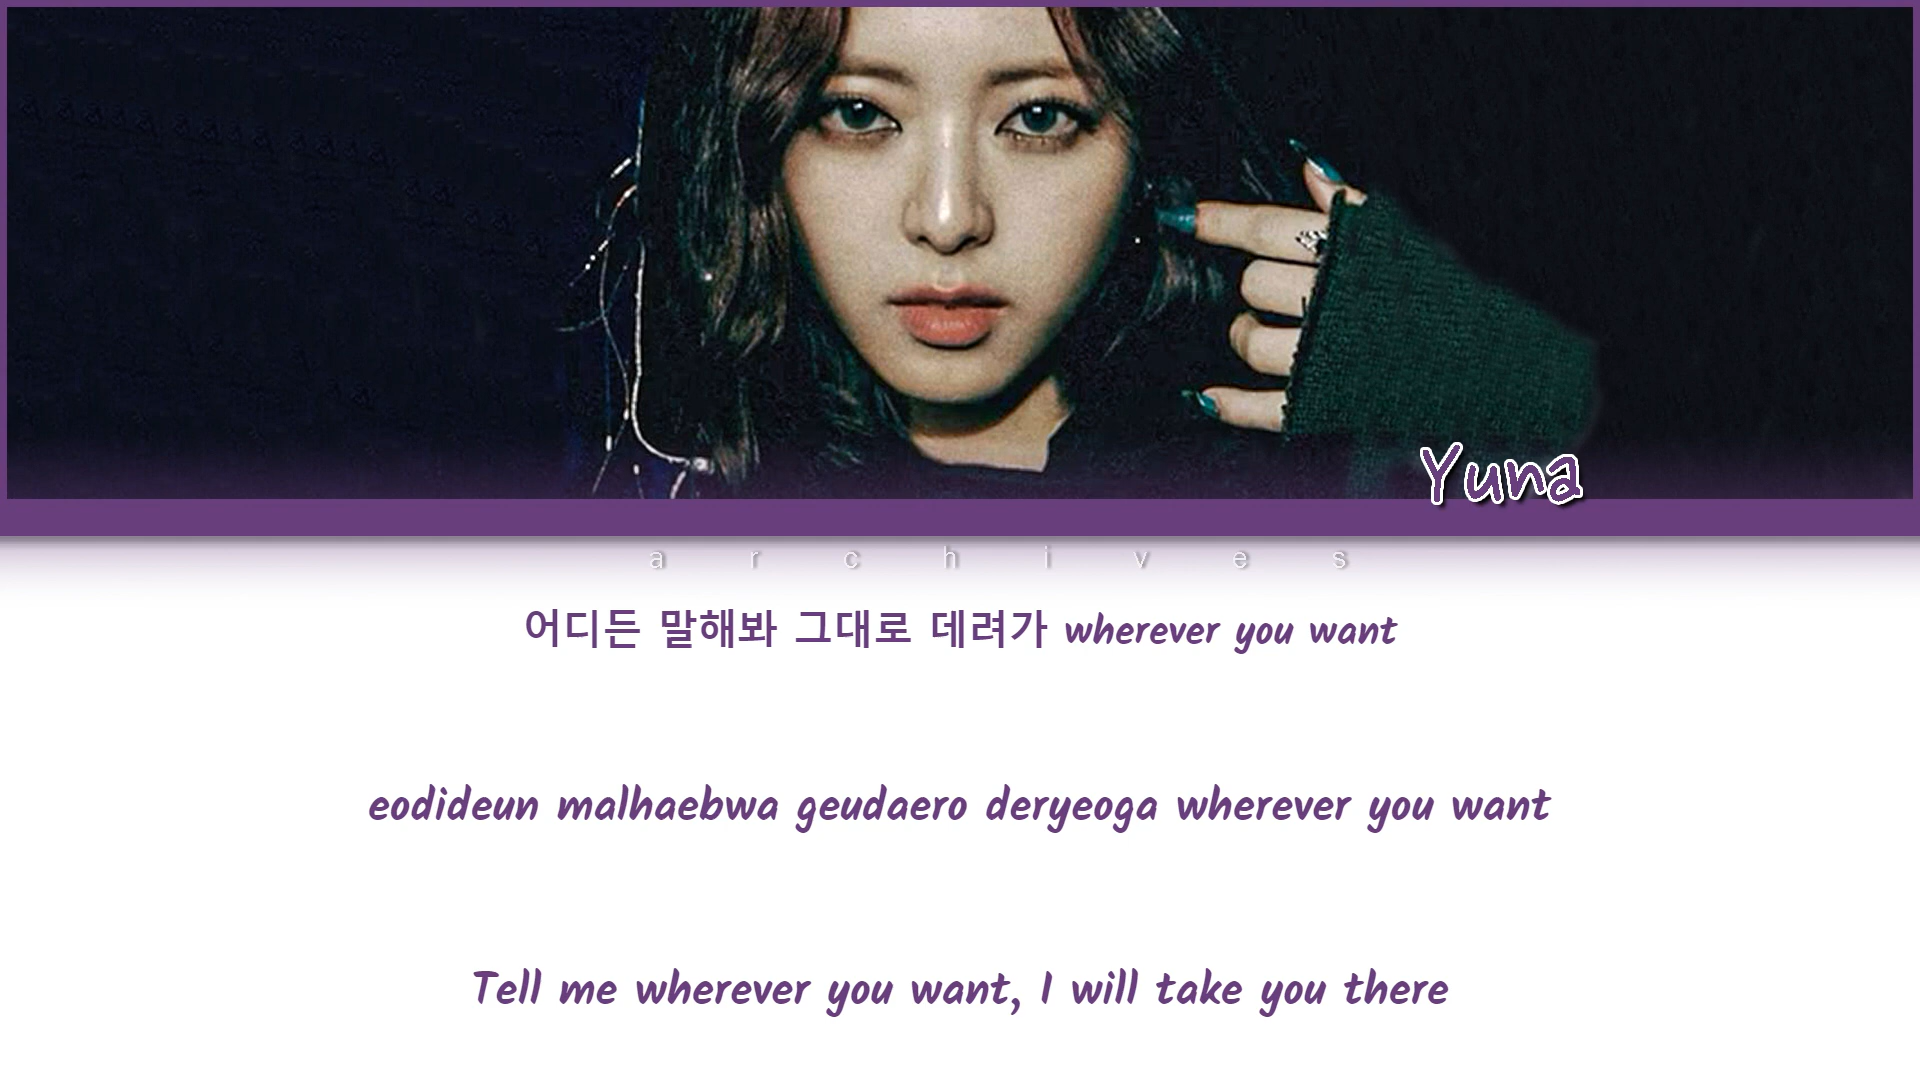 Yuna
archives
어디든 말해봐 그대로 데려가 wherever you want
eodideun malhaebwa geudaero deryeoga wherever you want
Tell me wherever you want, I will take you there